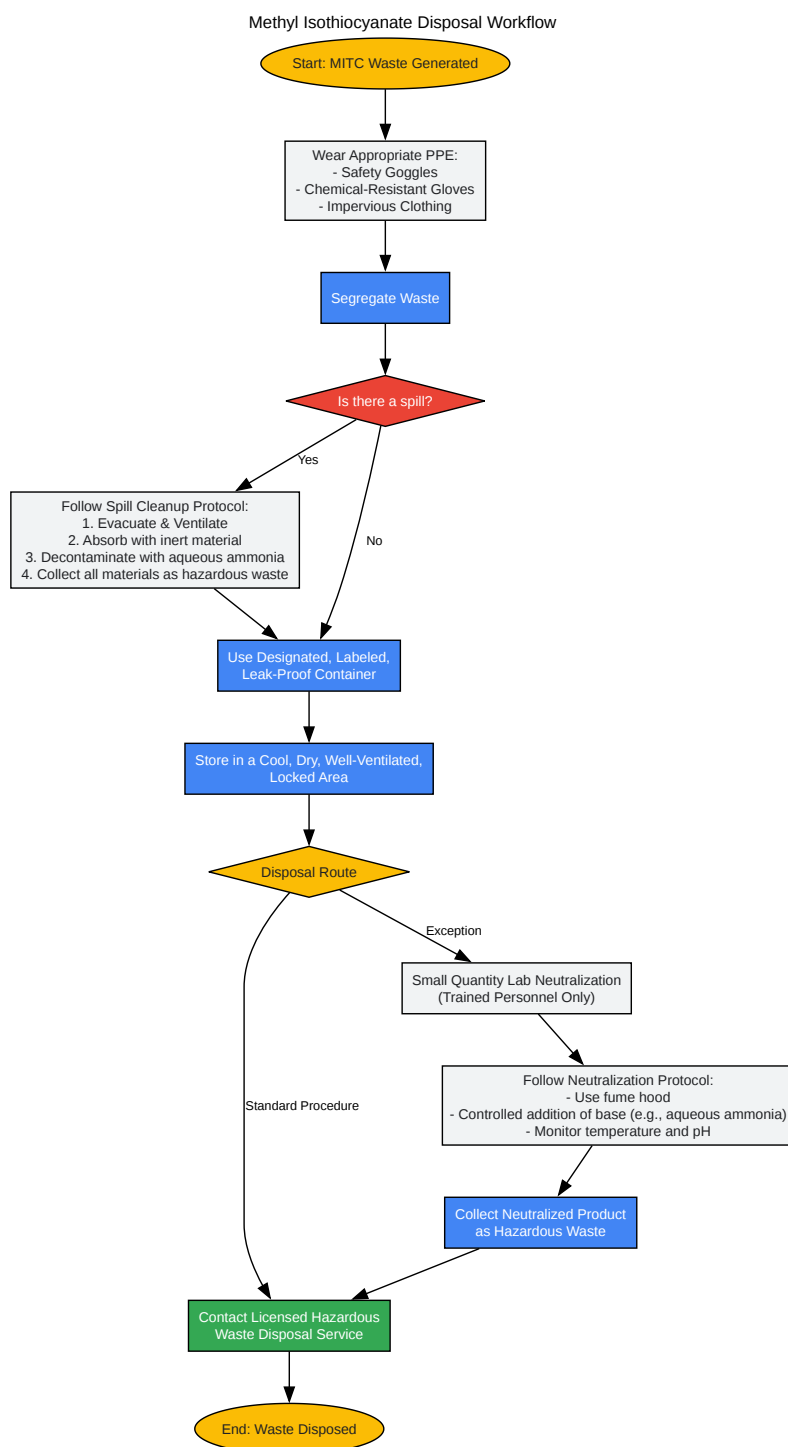 Methyl Isothiocyanate Disposal Workflow
Start: MITC Waste Generated
Wear Appropriate PPE:
- Safety Goggles
- Chemical-Resistant Gloves
- Impervious Clothing
Segregate Waste
Is there a spill?
Yes
Follow Spill Cleanup Protocol:
1. Evacuate & Ventilate
2. Absorb with inert material
3. Decontaminate with aqueous ammonia
4. Collect all materials as hazardous waste
No
Use Designated, Labeled,
Leak-Proof Container
Store in a Cool, Dry, Well-Ventilated,
Locked Area
Disposal Route
Exception
Small Quantity Lab Neutralization
(Trained Personnel Only)
Follow Neutralization Protocol:
- Use fume hood
- Controlled addition of base (e.g., aqueous ammonia)
- Monitor temperature and pH
Standard Procedure
Collect Neutralized Product
as Hazardous Waste
Contact Licensed Hazardous
Waste Disposal Service
End: Waste Disposed